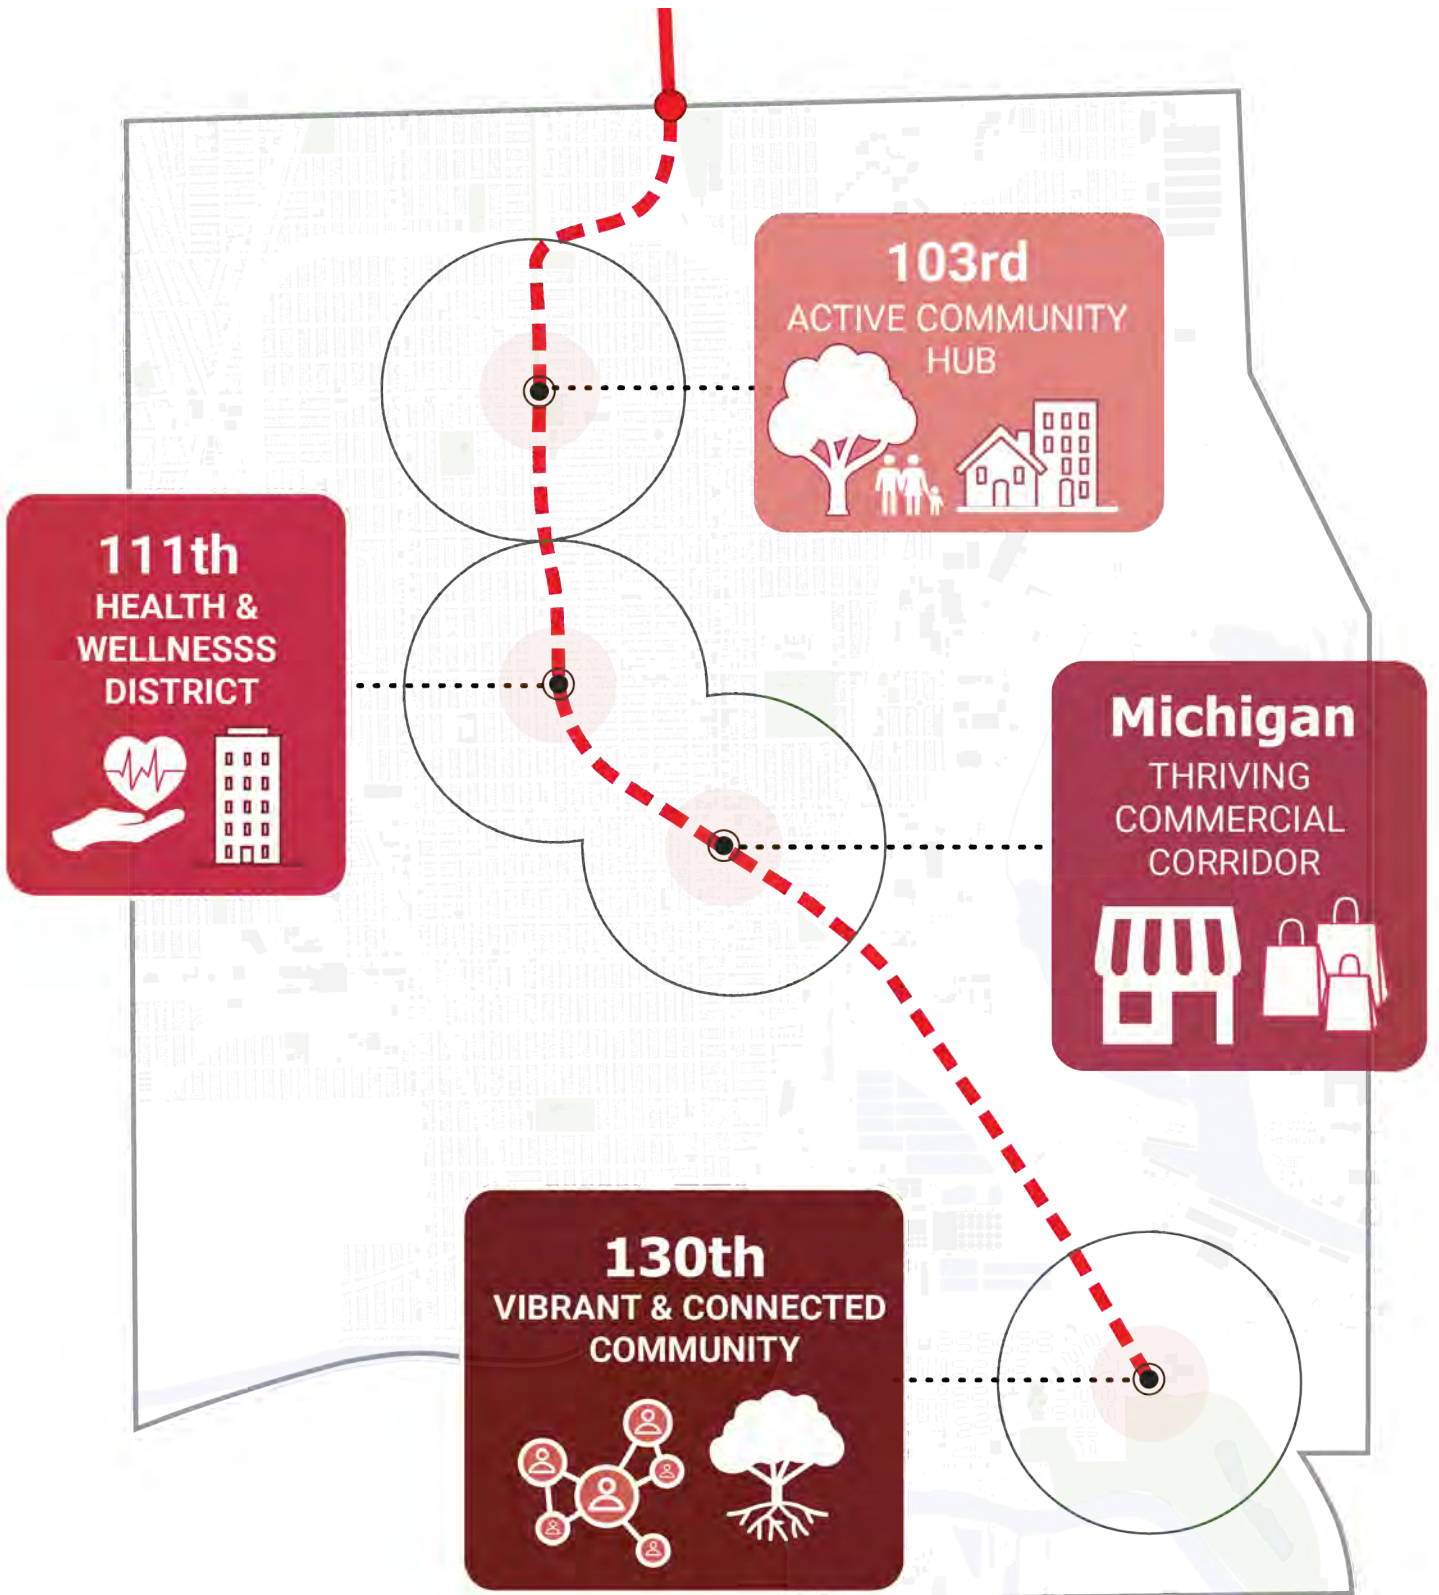 103rd
ACTIVE COMMUNITY
HUB
111th
HEALTH &
WELLNESSS
DISTRICT
Michigan
THRIVING
COMMERCIAL
CORRIDOR
130th
VIBRANT & CONNECTED
COMMUNITY